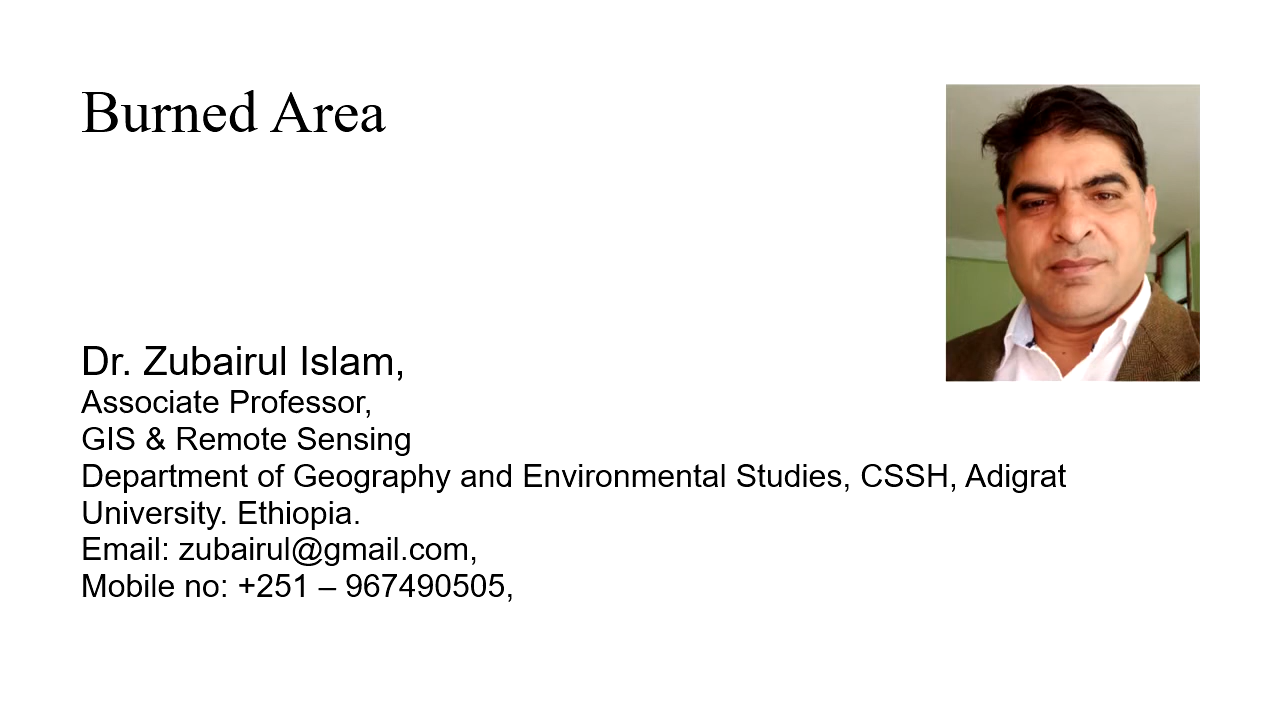 Burned Area
Dr. Zubairul Islam,
Associate Professor,
GIS & Remote Sensing
Department of Geography and Environmental Studies, CSSH, Adigrat
University. Ethiopia.
Email: zubairul@gmail.com,
Mobile no: +251 – 967490505,